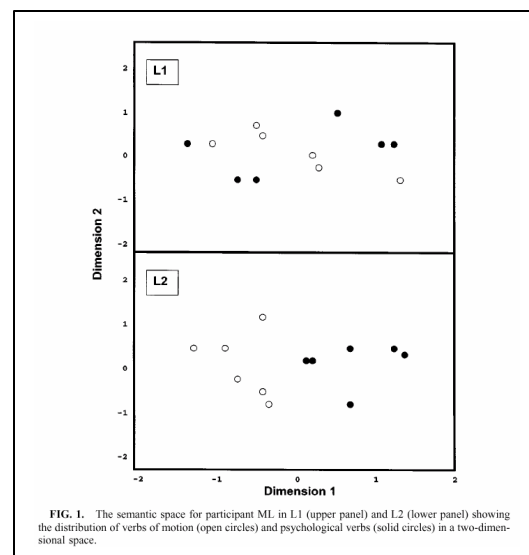 2
L1
1
0
-1
-2
Dimension 2
2
L2
1
0
-1
-2
-2 -1 0 1 2
Dimension 1
FIG. 1. The semantic space for participant ML in L1 (upper panel) and L2 (lower panel) showing
the distribution of verbs of motion (open circles) and psychological verbs (solid circles) in a two-dimen-
sional space.